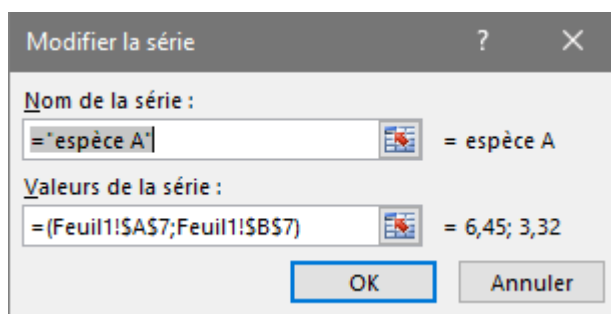 Modifier la série ? ×
Nom de la série :
="espèce A" = espèce A
Valeurs de la série :
=(Feuil1!$A$7;Feuil1!$B$7) = 6,45; 3,32
OK Annuler